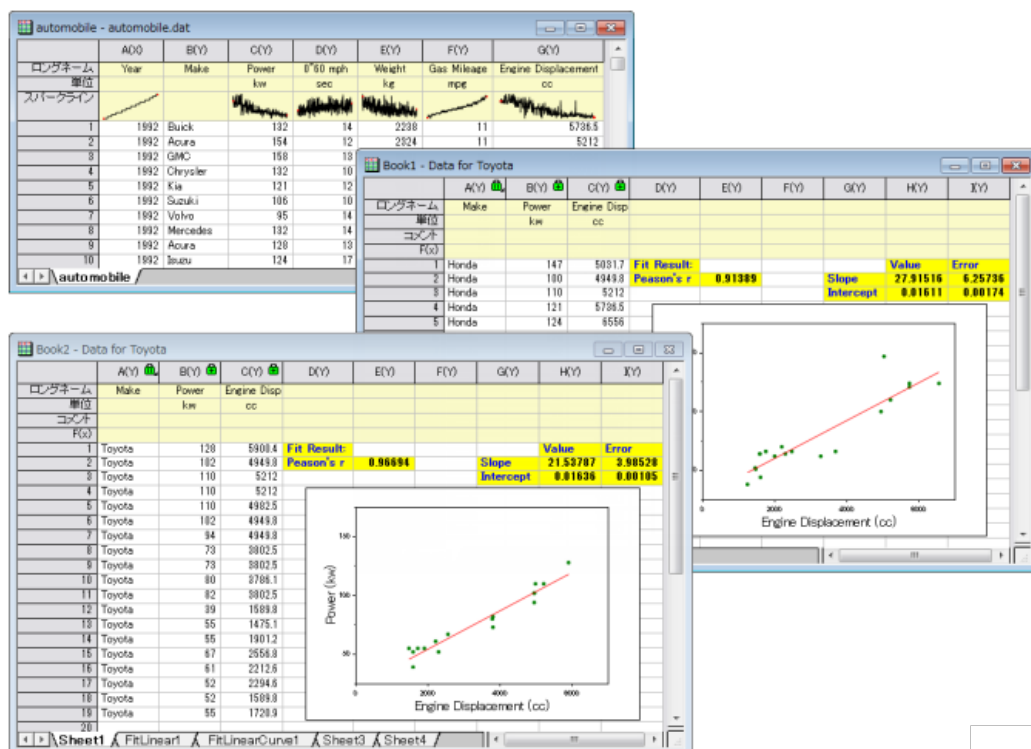 automobile - automobile.dat
A(X) B(Y) C(Y) D(Y) E(Y) F(Y) G(Y)
ロングネーム Year Make Power 0~60 mph Weight Gas Mileage Engine Displacement
単位 kw sec kg mpg cc
スパークライン
1 1992 Buick 132 14 2238 11 5736.5
2 1992 Acura 154 12 2324 11 5212
3 1992 GMC 158 13
4 1992 Chrysler 132 10
5 1992 Kia 121 12
6 1992 Suzuki 106 10
7 1992 Volvo 95 14
8 1992 Mercedes 132 14
9 1992 Acura 128 13
10 1992 Isuzu 124 17
automobile
Book1 - Data for Toyota
A(Y) B(Y) C(Y) D(Y) E(Y) F(Y) G(Y) H(Y) I(Y)
ロングネーム Make Power Engine Disp
単位 kw cc
コメント
F(x)
1 Honda 147 5031.7 Fit Result: Value Error
2 Honda 100 4949.8 Peason's r 0.91389 Slope 27.91516 6.25736
3 Honda 110 5212 Intercept 0.01611 0.00174
4 Honda 121 5736.5
5 Honda 124 6556
0 2000 4000 6000
Engine Displacement (cc)
Book2 - Data for Toyota
A(Y) B(Y) C(Y) D(Y) E(Y) F(Y) G(Y) H(Y) I(Y)
ロングネーム Make Power Engine Disp
単位 kw cc
コメント
F(x)
1 Toyota 128 5900.4 Fit Result: Value Error
2 Toyota 102 4949.8 Peason's r 0.96694 Slope 21.53787 3.98528
3 Toyota 110 5212 Intercept 0.01636 0.00105
4 Toyota 110 5212
5 Toyota 110 4982.5
6 Toyota 102 4949.8
7 Toyota 94 4949.8
8 Toyota 73 3802.5
9 Toyota 73 3802.5
10 Toyota 80 3786.1
11 Toyota 82 3802.5
12 Toyota 39 1589.8
13 Toyota 55 1475.1
14 Toyota 55 1901.2
15 Toyota 67 2556.8
16 Toyota 61 2212.6
17 Toyota 52 2294.6
18 Toyota 52 1589.8
19 Toyota 55 1720.9
20
150
100
50
Power (kw)
0 2000 4000 6000
Engine Displacement (cc)
Sheet1 FitLinear1 FitLinearCurve1 Sheet3 Sheet4